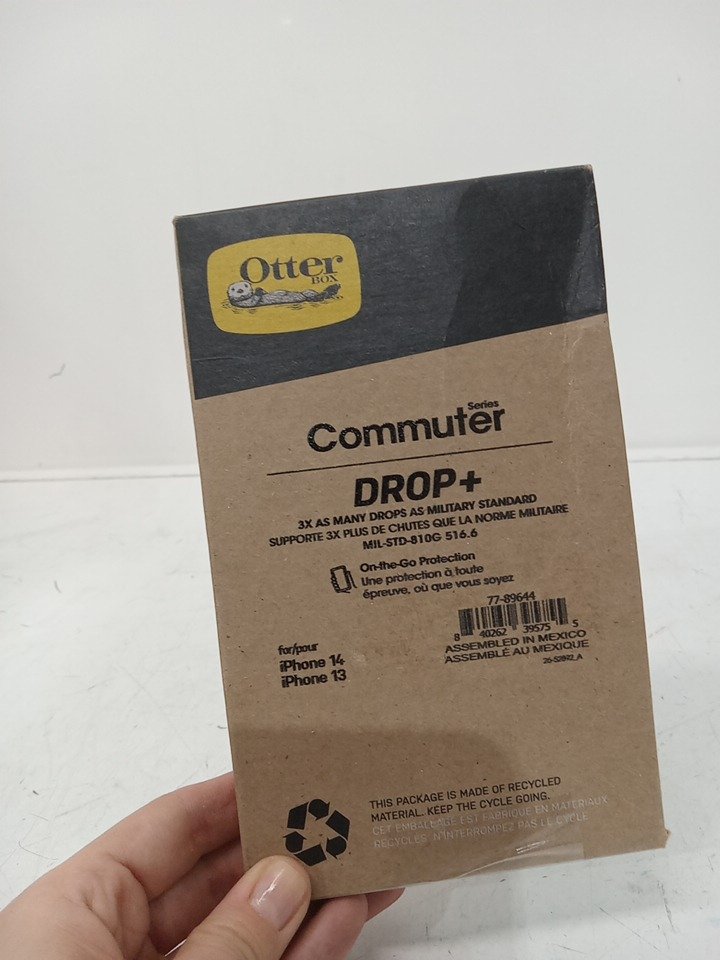 Otter
BOX
Commuter Series
DROP+
3X AS MANY DROPS AS MILITARY STANDARD
SUPPORTE 3X PLUS DE CHUTES QUE LA NORME MILITAIRE
MIL-STD-810G 516.6
On-the-Go Protection
Une protection à toute
épreuve, où que vous soyez
77-89644
8 40262 39575 5
ASSEMBLED IN MEXICO
ASSEMBLÉ AU MEXIQUE
26-52892_A
for/pour
iPhone 14
iPhone 13
THIS PACKAGE IS MADE OF RECYCLED
MATERIAL. KEEP THE CYCLE GOING.
CET EMBALLAGE EST FABRIQUÉ EN MATÉRIAUX
RECYCLÉS. N'INTERROMPEZ PAS LE CYCLE